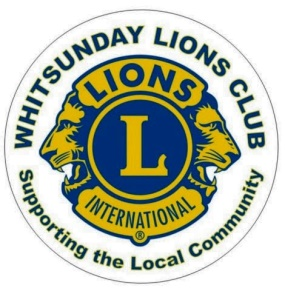 WHITSUNDAY LIONS CLUB
LIONS
L
INTERNATIONAL
®
Supporting the Local Community